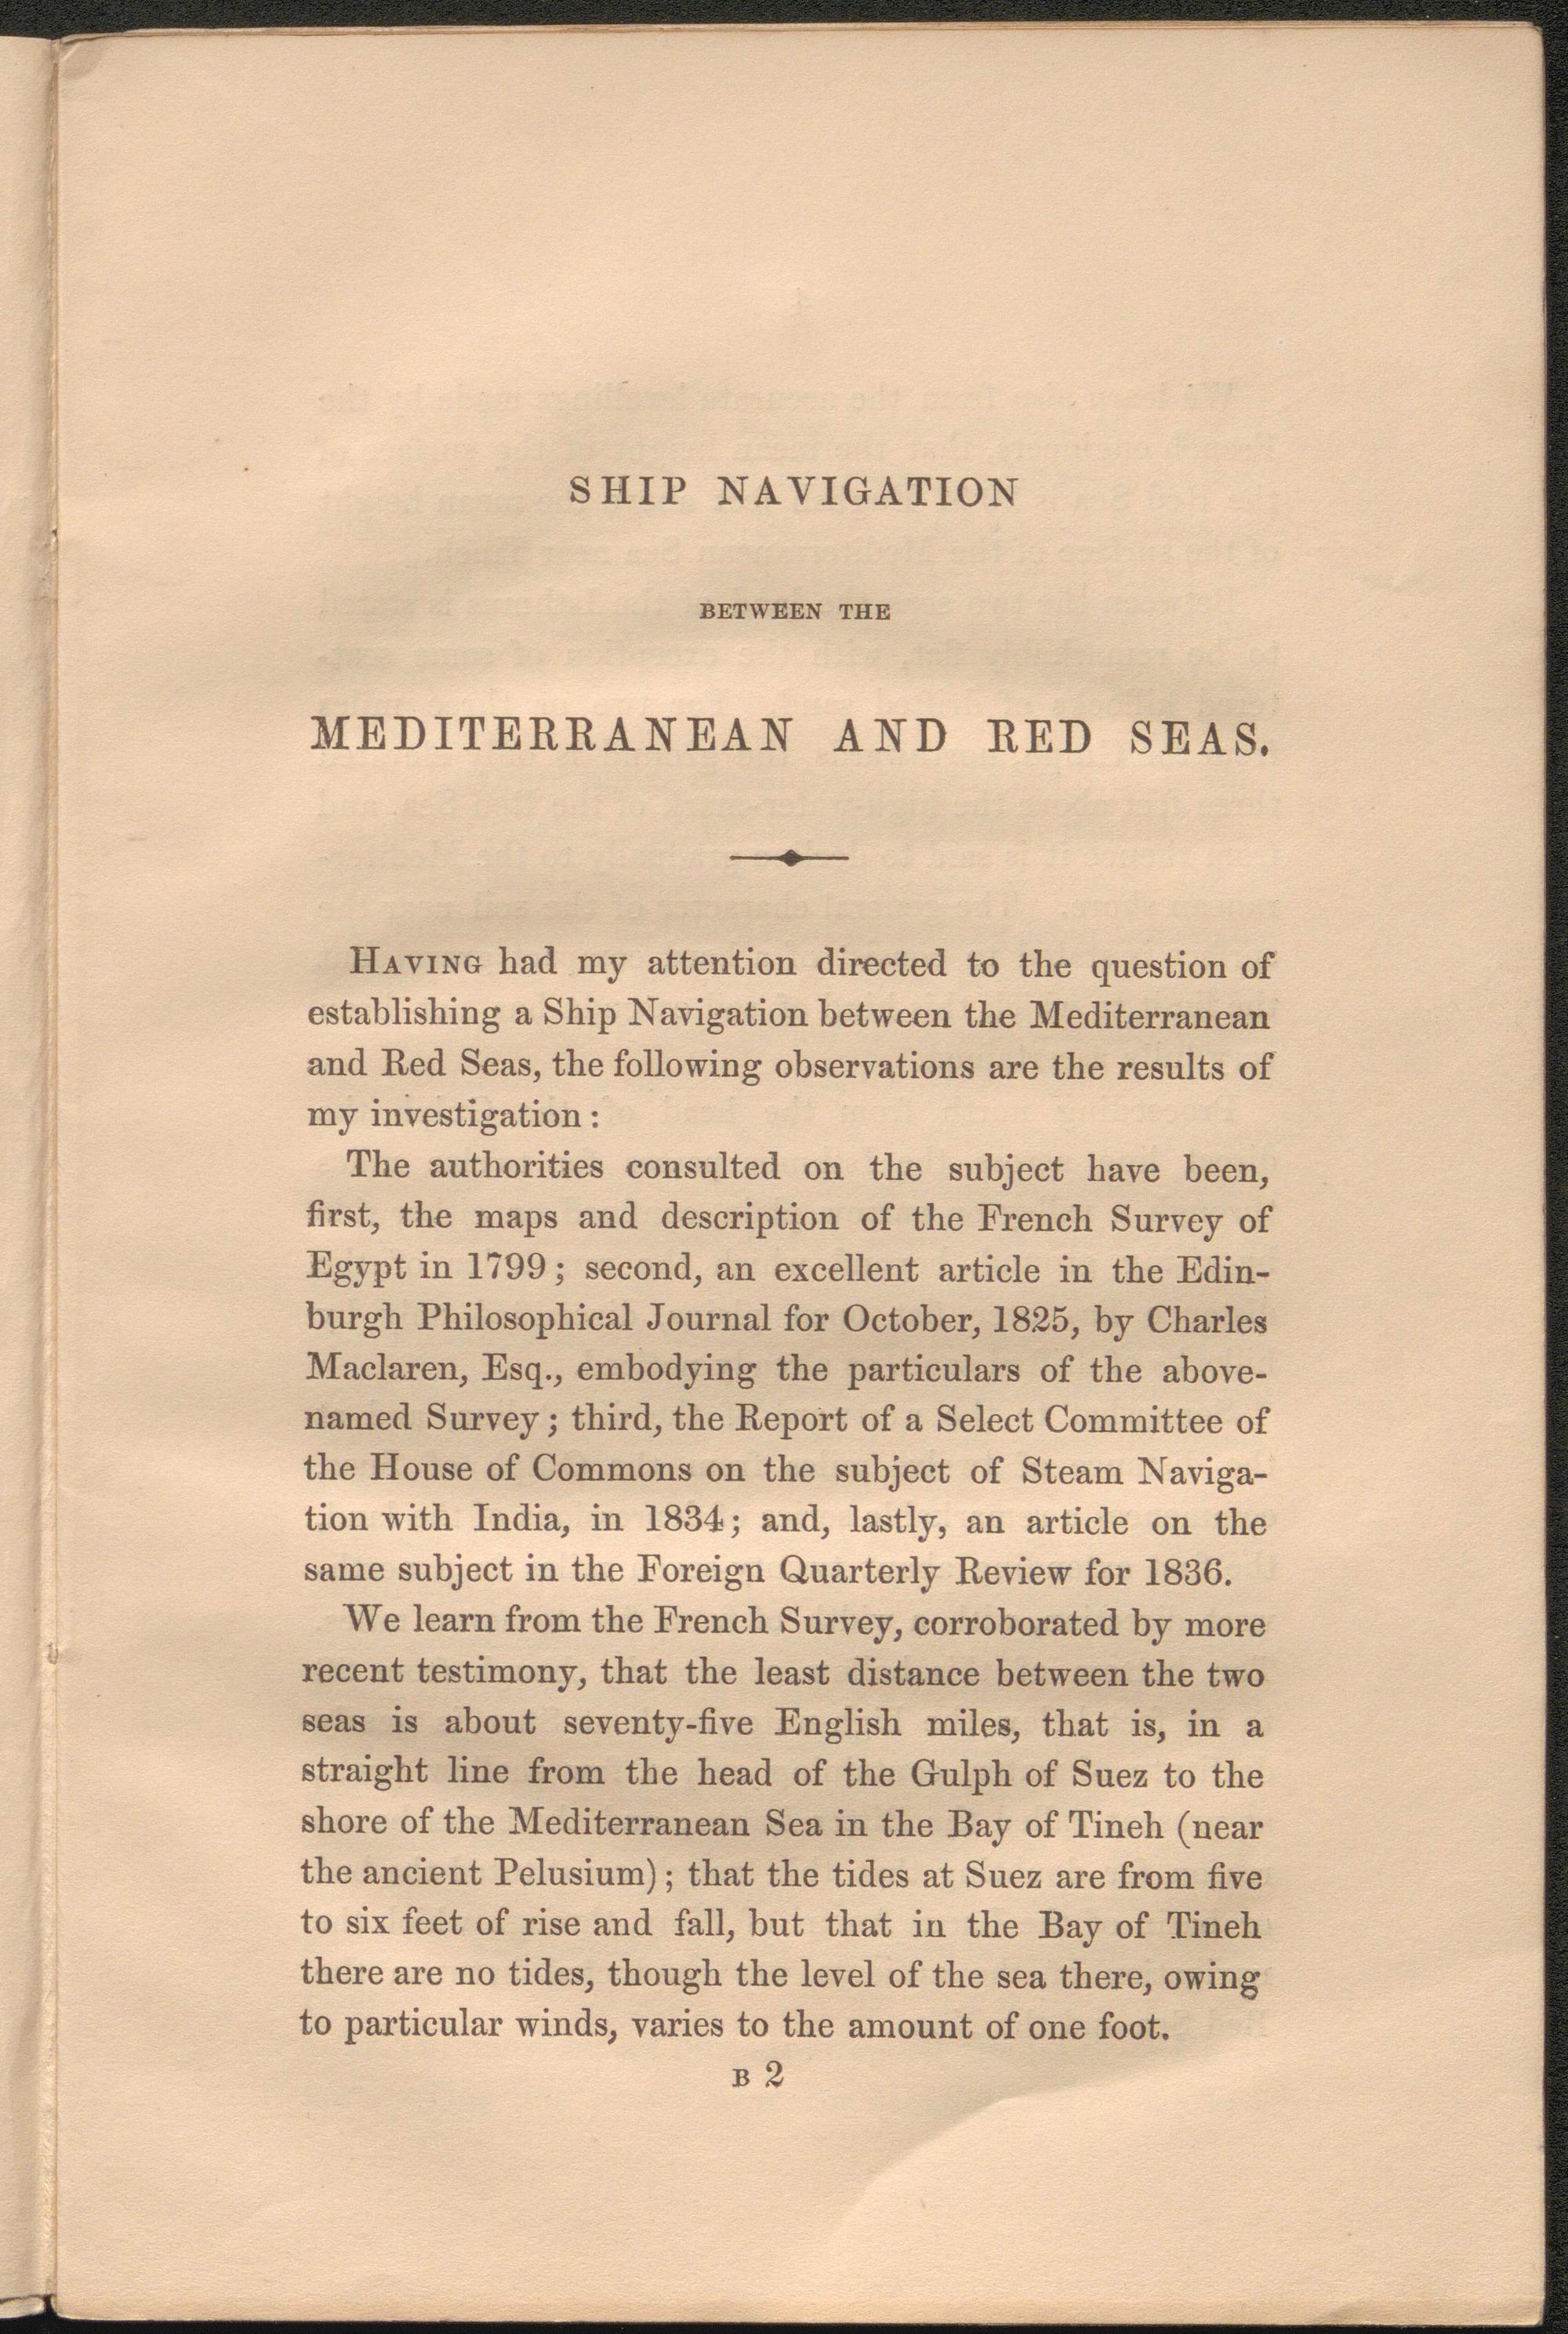 SHIP NAVIGATION
BETWEEN THE
MEDITERRANEAN AND RED SEAS.
HAVING had my attention directed to the question of
establishing a Ship Navigation between the Mediterranean
and Red Seas, the following observations are the results of
my investigation :
The authorities consulted on the subject have been,
first, the maps and description of the French Survey of
Egypt in 1799 ; second, an excellent article in the Edin-
burgh Philosophical Journal for October, 1825, by Charles
Maclaren, Esq., embodying the particulars of the above-
named Survey ; third, the Report of a Select Committee of
the House of Commons on the subject of Steam Naviga-
tion with India, in 1834 ; and, lastly, an article on the
same subject in the Foreign Quarterly Review for 1836.
We learn from the French Survey, corroborated by more
recent testimony, that the least distance between the two
seas is about seventy-five English miles, that is, in a
straight line from the head of the Gulph of Suez to the
shore of the Mediterranean Sea in the Bay of Tineh (near
the ancient Pelusium) ; that the tides at Suez are from five
to six feet of rise and fall, but that in the Bay of Tineh
there are no tides, though the level of the sea there, owing
to particular winds, varies to the amount of one foot.
B 2